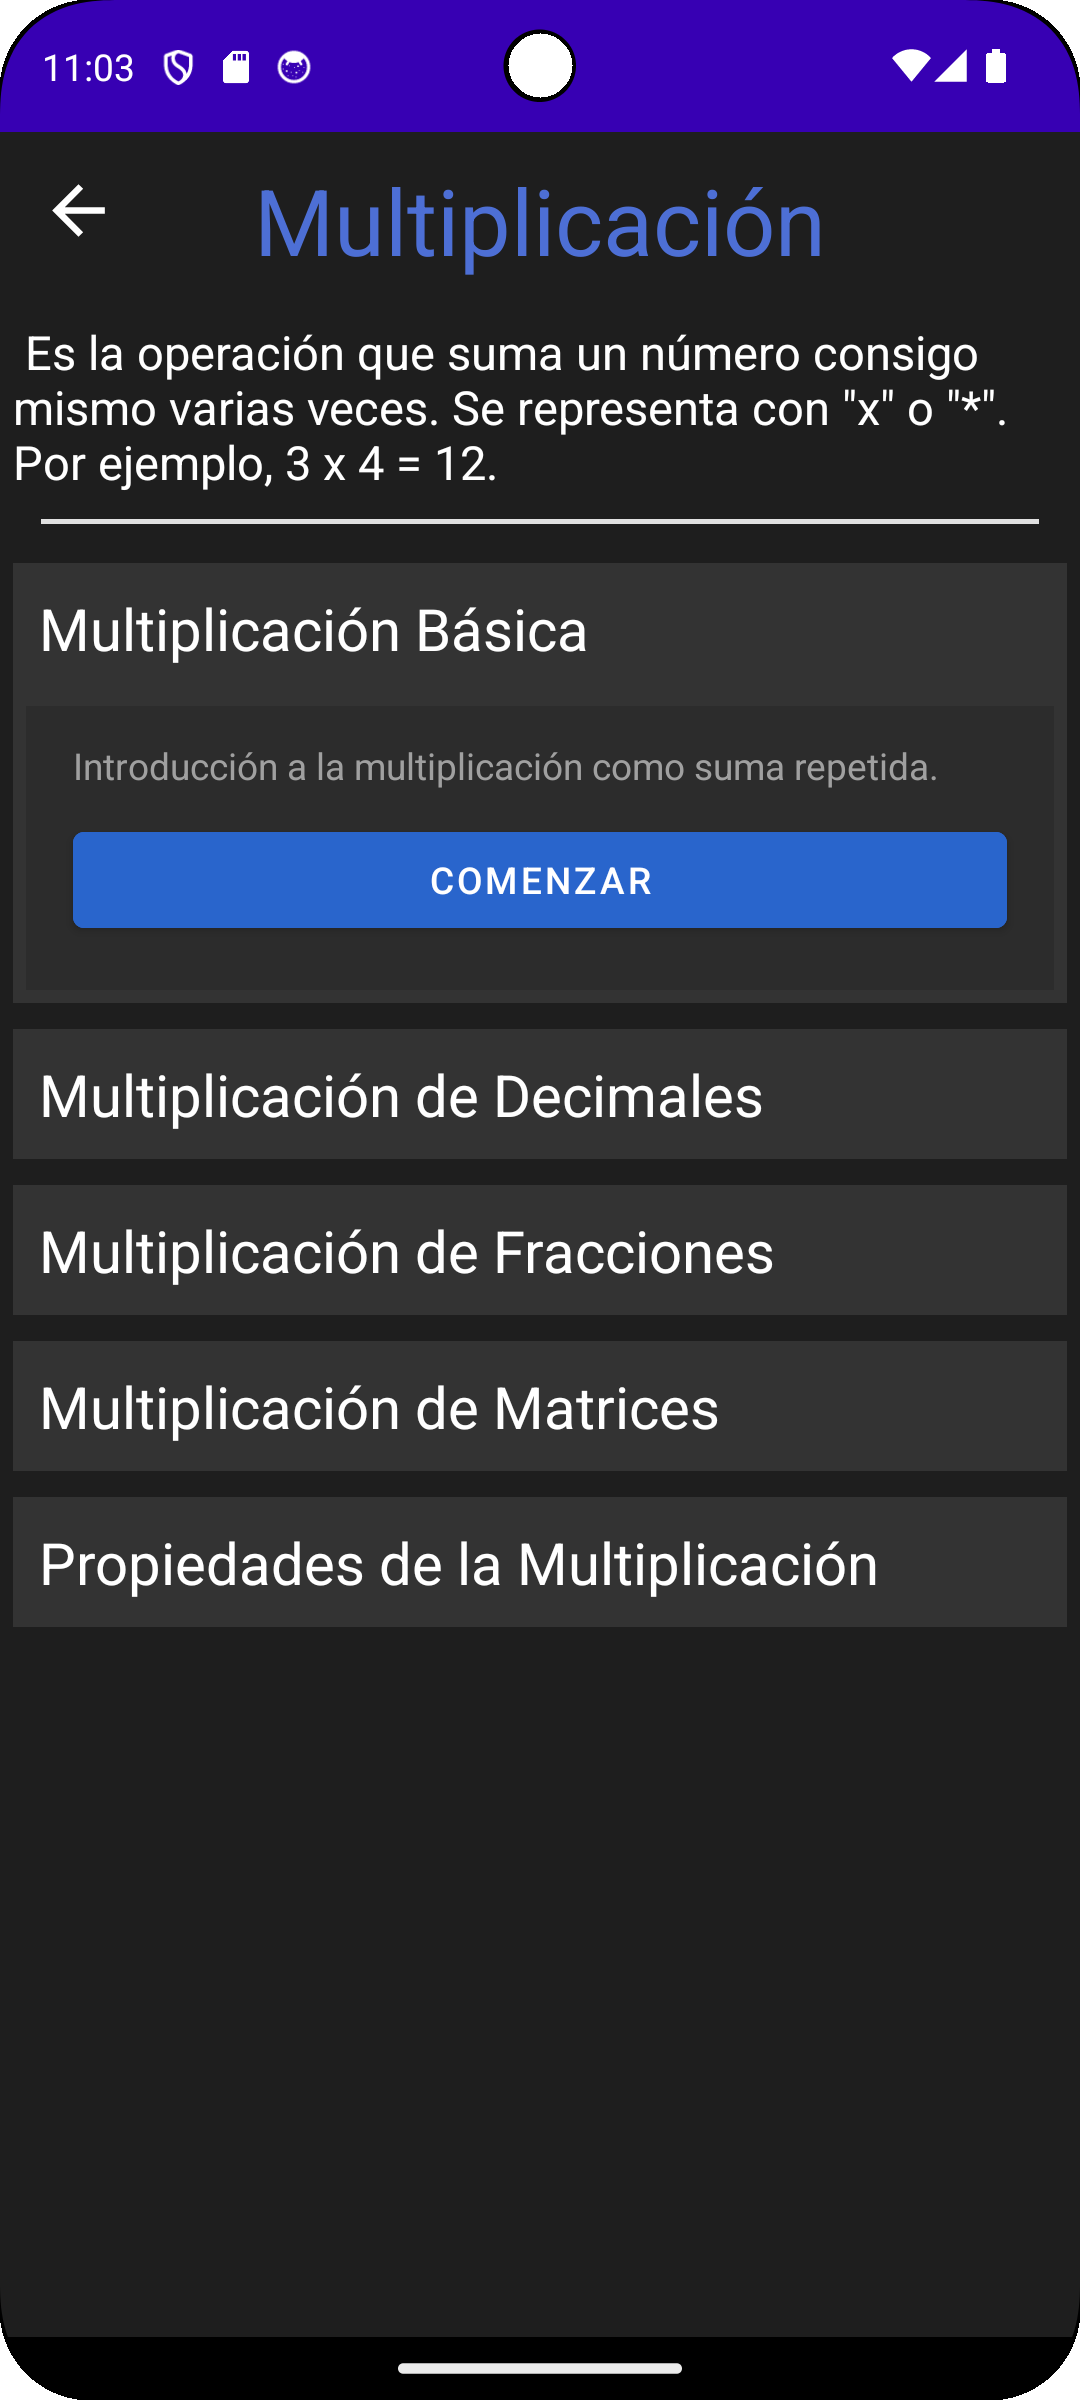 11:03
Multiplicación
Es la operación que suma un número consigo
mismo varias veces. Se representa con "x" o "*".
Por ejemplo, 3 x 4 = 12.
Multiplicación Básica
Introducción a la multiplicación como suma repetida.
COMENZAR
Multiplicación de Decimales
Multiplicación de Fracciones
Multiplicación de Matrices
Propiedades de la Multiplicación